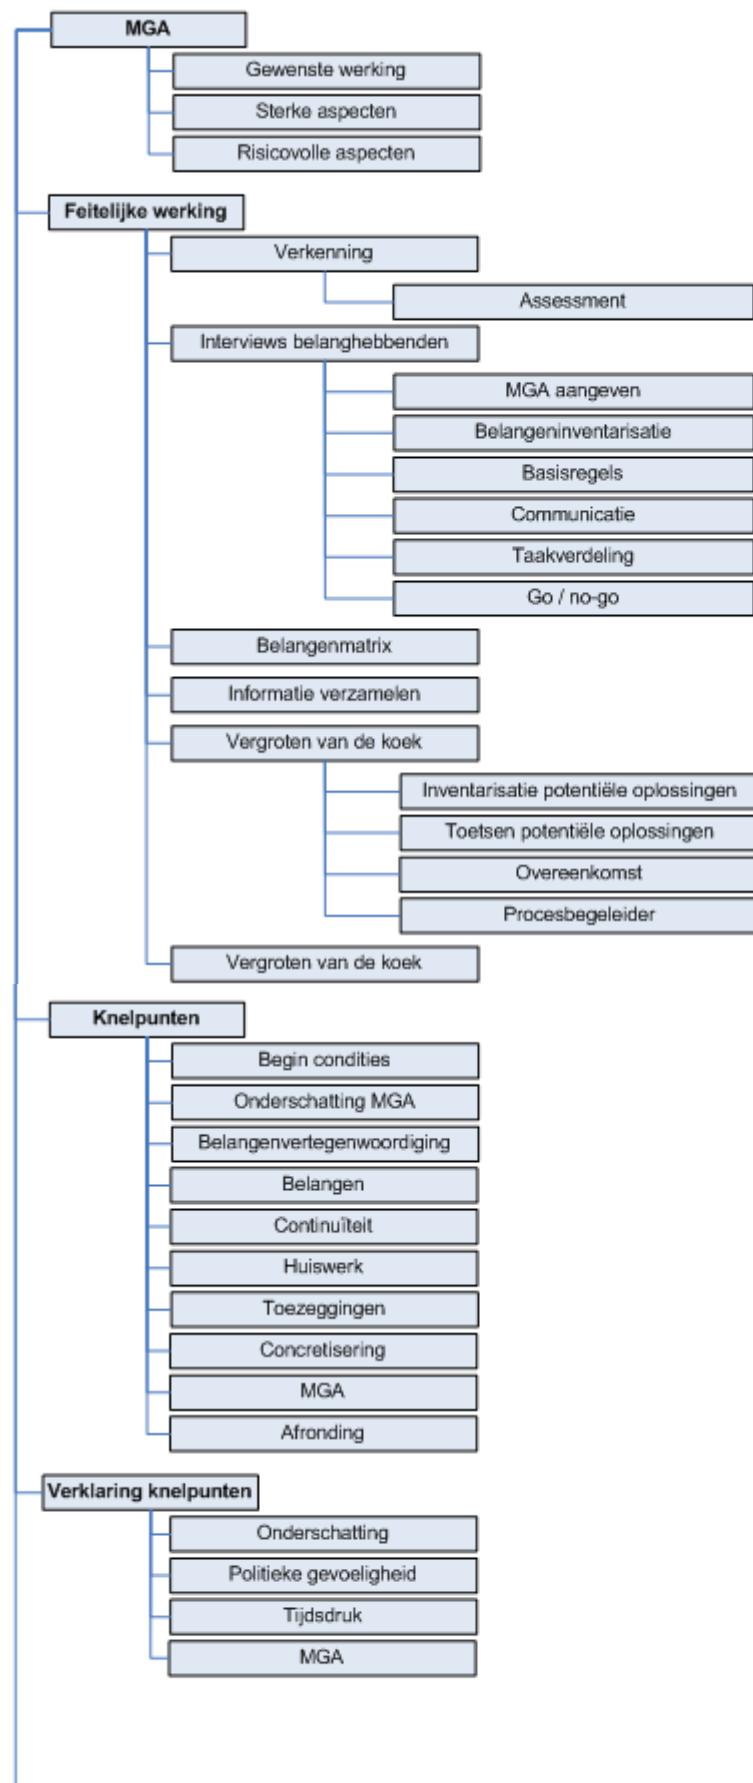 MGA
Gewenste werking
Sterke aspecten
Risicovolle aspecten
Feitelijke werking
Verkenning
Assessment
Interviews belanghebbenden
MGA aangeven
Belangeninventarisatie
Basisregels
Communicatie
Taakverdeling
Go / no-go
Belangenmatrix
Informatie verzamelen
Vergroten van de koek
Inventarisatie potentiële oplossingen
Toetsen potentiële oplossingen
Overeenkomst
Procesbegeleider
Vergroten van de koek
Knelpunten
Begin condities
Onderschatting MGA
Belangenvertegenwoordiging
Belangen
Continuïteit
Huiswerk
Toezeggingen
Concretisering
MGA
Afronding
Verklaring knelpunten
Onderschatting
Politieke gevoeligheid
Tijdsdruk
MGA